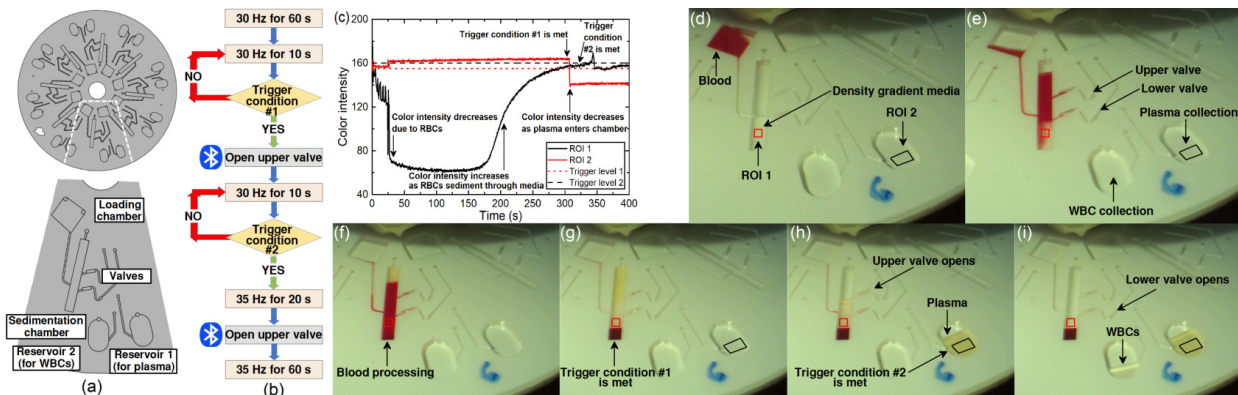 Loading
chamber
Valves
Sedimentation
chamber
Reservoir 2
(for WBCs)
Reservoir 1
(for plasma)
(a)
30 Hz for 60 s
30 Hz for 10 s
NO
Trigger
condition
#1
YES
Open upper valve
30 Hz for 10 s
NO
Trigger
condition
#2
YES
35 Hz for 20 s
Open upper valve
35 Hz for 60 s
(b)
(c)
Color intensity
200
160
120
80
40
0
50
100
150
200
250
300
350
400
Time (s)
Trigger condition #1 is met
Trigger
condition
#2 is met
Color intensity decreases
due to RBCs
Color intensity decreases
as plasma enters chamber
Color intensity increases
as RBCs sediment through media
ROI 1
ROI 2
Trigger level 1
Trigger level 2
(d)
Blood
Density gradient media
ROI 2
ROI 1
(e)
Upper valve
Lower valve
Plasma collection
WBC collection
(f)
Blood processing
(g)
Trigger condition #1
is met
(h)
Upper valve opens
Plasma
Trigger condition #2
is met
(i)
Lower valve opens
WBCs